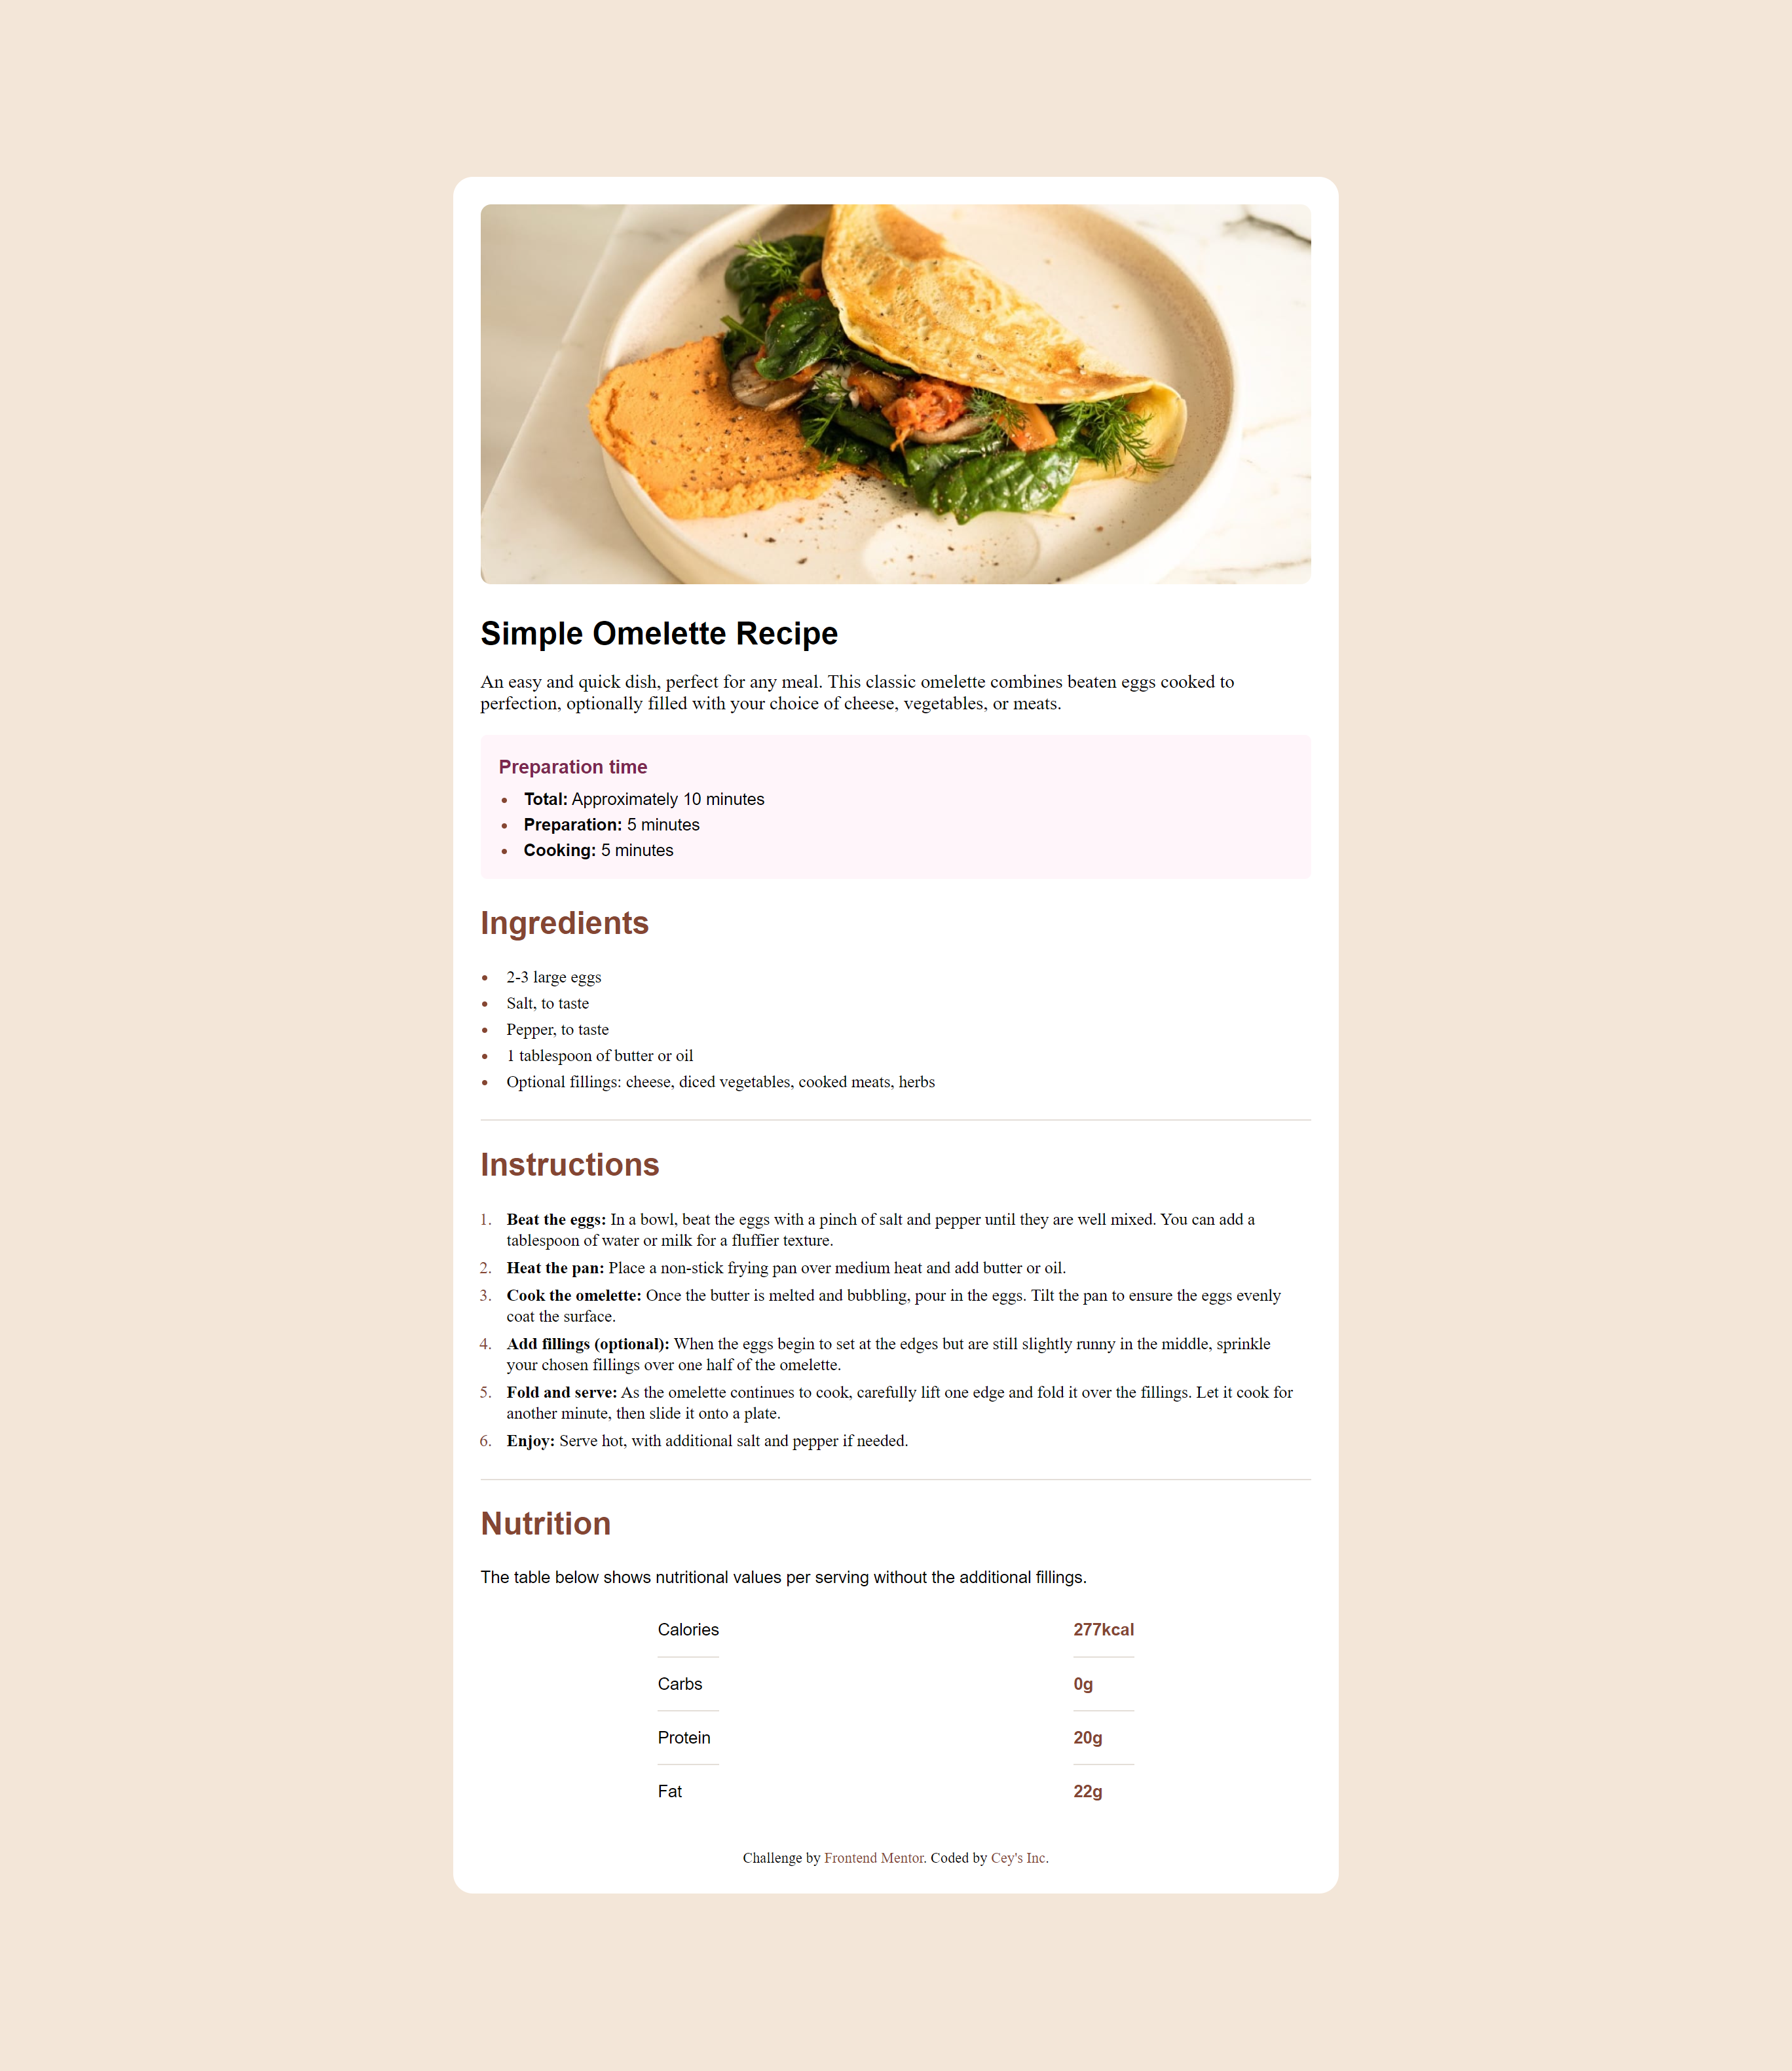 Simple Omelette Recipe
An easy and quick dish, perfect for any meal. This classic omelette combines beaten eggs cooked to
perfection, optionally filled with your choice of cheese, vegetables, or meats.
Preparation time
• Total: Approximately 10 minutes
• Preparation: 5 minutes
• Cooking: 5 minutes
Ingredients
• 2-3 large eggs
• Salt, to taste
• Pepper, to taste
• 1 tablespoon of butter or oil
• Optional fillings: cheese, diced vegetables, cooked meats, herbs
Instructions
1. Beat the eggs: In a bowl, beat the eggs with a pinch of salt and pepper until they are well mixed. You can add a
tablespoon of water or milk for a fluffier texture.
2. Heat the pan: Place a non-stick frying pan over medium heat and add butter or oil.
3. Cook the omelette: Once the butter is melted and bubbling, pour in the eggs. Tilt the pan to ensure the eggs evenly
coat the surface.
4. Add fillings (optional): When the eggs begin to set at the edges but are still slightly runny in the middle, sprinkle
your chosen fillings over one half of the omelette.
5. Fold and serve: As the omelette continues to cook, carefully lift one edge and fold it over the fillings. Let it cook for
another minute, then slide it onto a plate.
6. Enjoy: Serve hot, with additional salt and pepper if needed.
Nutrition
The table below shows nutritional values per serving without the additional fillings.
Calories 277kcal
Carbs 0g
Protein 20g
Fat 22g
Challenge by Frontend Mentor. Coded by Cey's Inc.